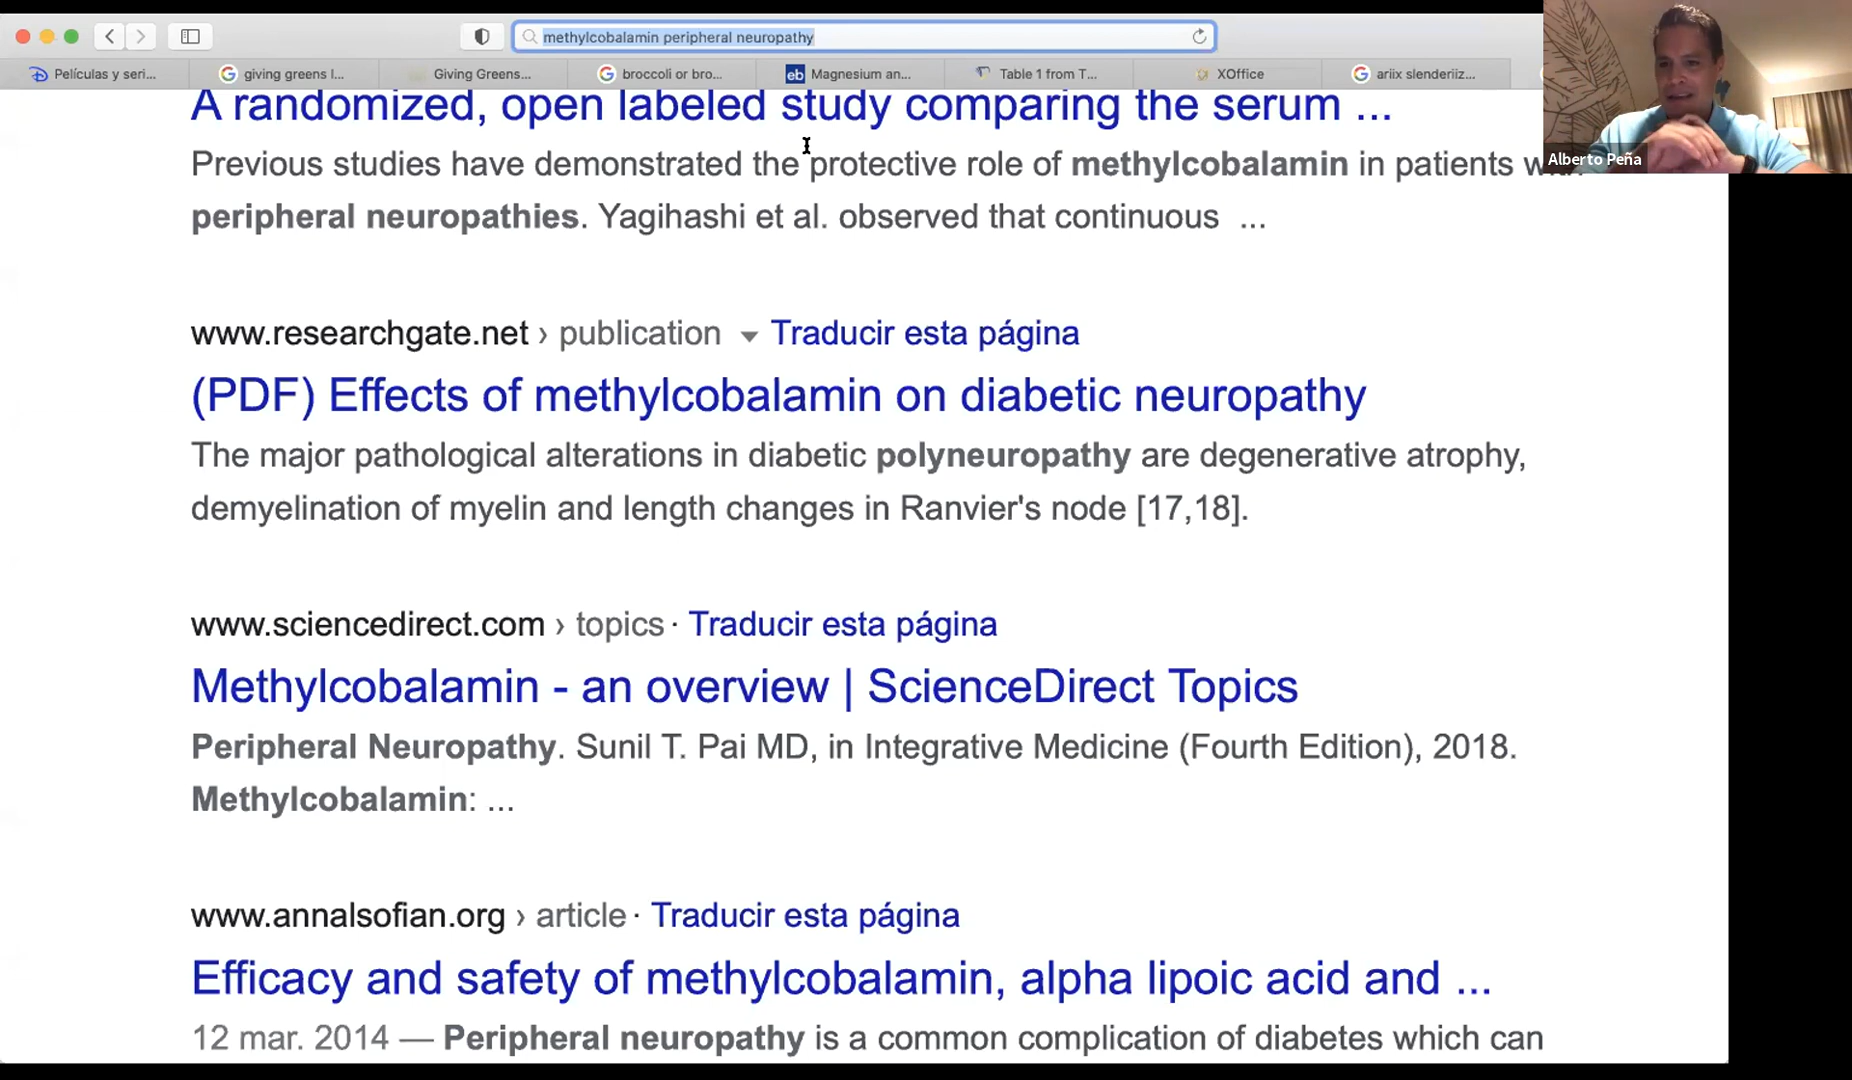 methylcobalamin peripheral neuropathy
Películas y seri...
giving greens l...
Giving Greens...
broccoli or bro...
eb Magnesium an...
Table 1 from T...
XOffice
ariix slenderiiz...
A randomized, open labeled study comparing the serum ...
Previous studies have demonstrated the protective role of methylcobalamin in patients
peripheral neuropathies. Yagihashi et al. observed that continuous ...
Alberto Peña
www.researchgate.net › publication ▾ Traducir esta página
(PDF) Effects of methylcobalamin on diabetic neuropathy
The major pathological alterations in diabetic polyneuropathy are degenerative atrophy,
demyelination of myelin and length changes in Ranvier's node [17,18].
www.sciencedirect.com › topics · Traducir esta página
Methylcobalamin - an overview | ScienceDirect Topics
Peripheral Neuropathy. Sunil T. Pai MD, in Integrative Medicine (Fourth Edition), 2018.
Methylcobalamin: ...
www.annalsofian.org › article · Traducir esta página
Efficacy and safety of methylcobalamin, alpha lipoic acid and ...
12 mar. 2014 — Peripheral neuropathy is a common complication of diabetes which can